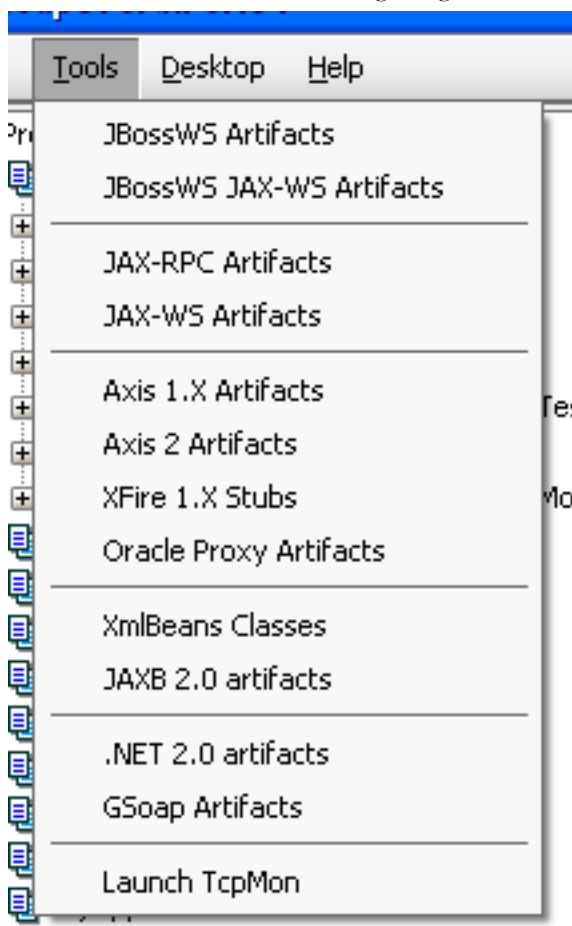 Tools Desktop Help
JBossWS Artifacts
JBossWS JAX-WS Artifacts
JAX-RPC Artifacts
JAX-WS Artifacts
Axis 1.X Artifacts
Axis 2 Artifacts
XFire 1.X Stubs
Oracle Proxy Artifacts
XmlBeans Classes
JAXB 2.0 artifacts
.NET 2.0 artifacts
GSoap Artifacts
Launch TcpMon